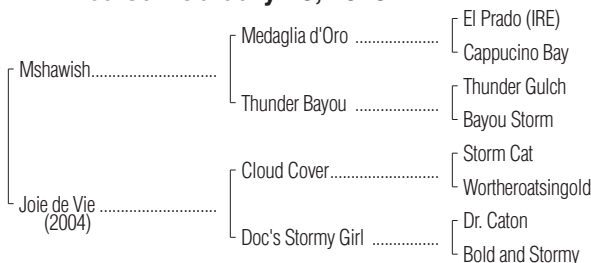 Mshawish
Joie de Vie
(2004)
Medaglia d'Oro
Thunder Bayou
Cloud Cover
Doc's Stormy Girl
El Prado (IRE)
Cappucino Bay
Thunder Gulch
Bayou Storm
Storm Cat
Wortheroatsingold
Dr. Caton
Bold and Stormy